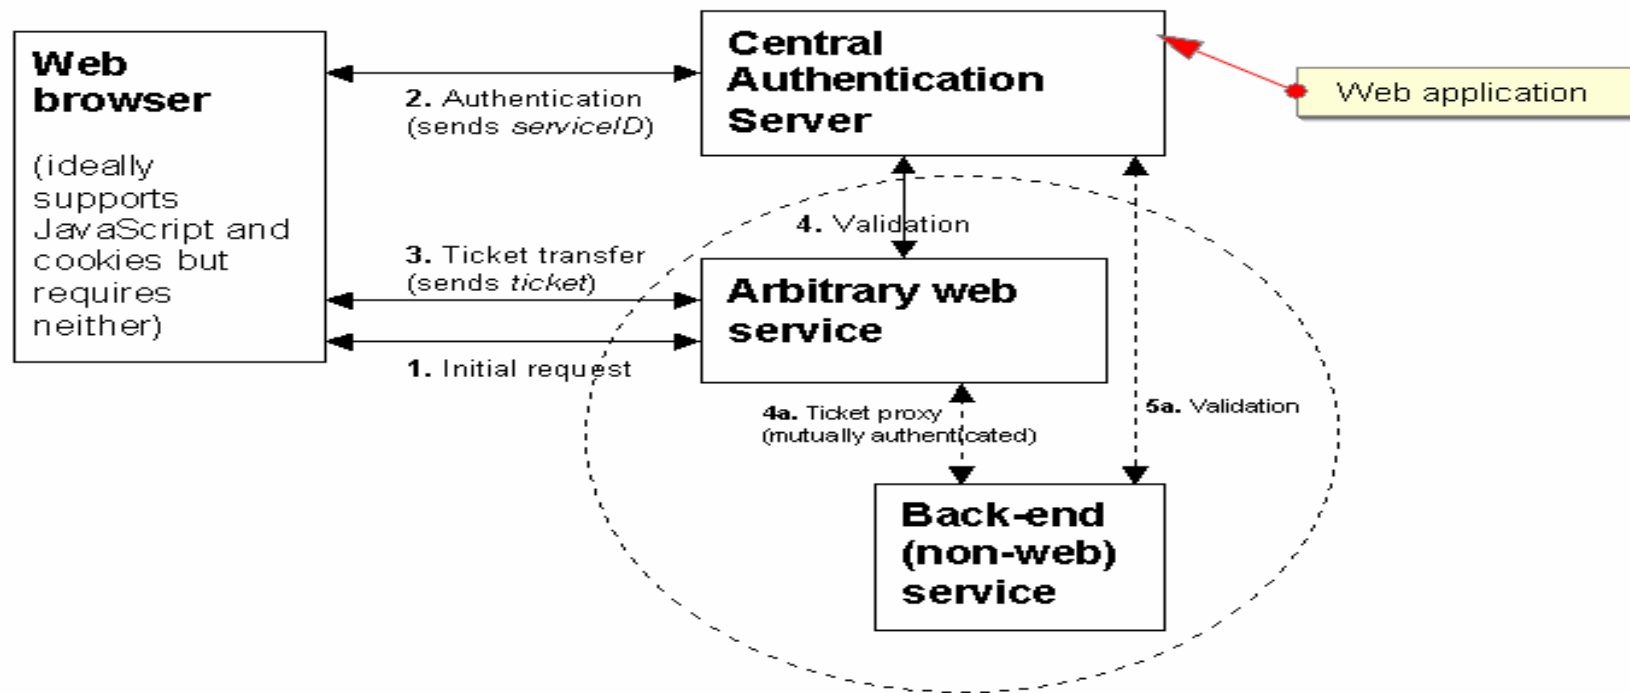 Web
browser
(ideally
supports
JavaScript and
cookies but
requires
neither)
2. Authentication
(sends serviceID)
Central
Authentication
Server
Web application
4. Validation
3. Ticket transfer
(sends ticket)
1. Initial request
Arbitrary web
service
4a. Ticket proxy
(mutually authenticated)
5a. Validation
Back-end
(non-web)
service